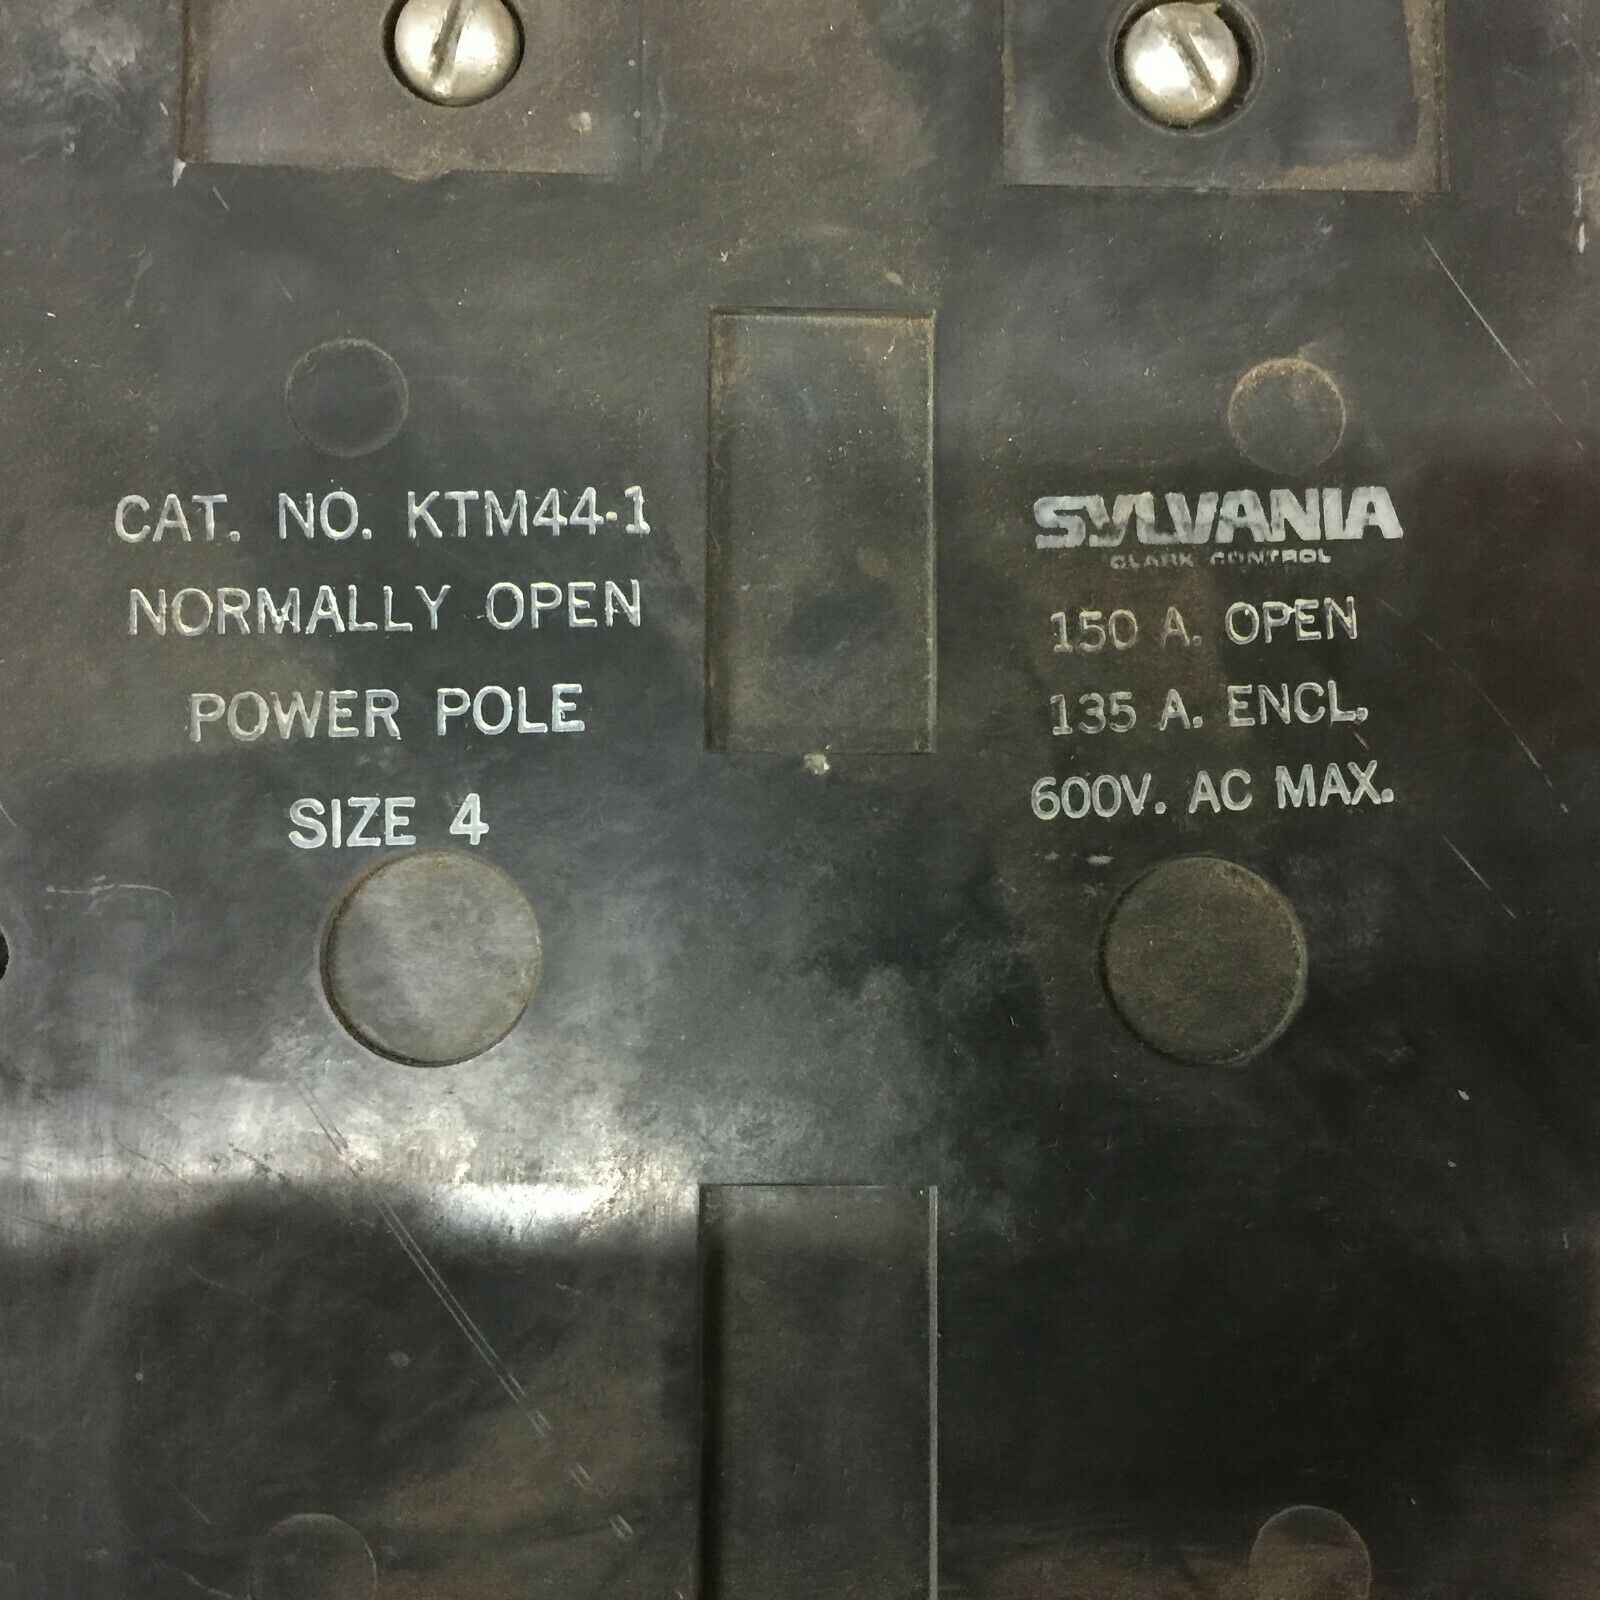 CAT. NO. KTM44-1
NORMALLY OPEN
POWER POLE
SIZE 4
SYLVANIA
CLARK CONTROL
150 A. OPEN
135 A. ENCL.
600V. AC MAX.